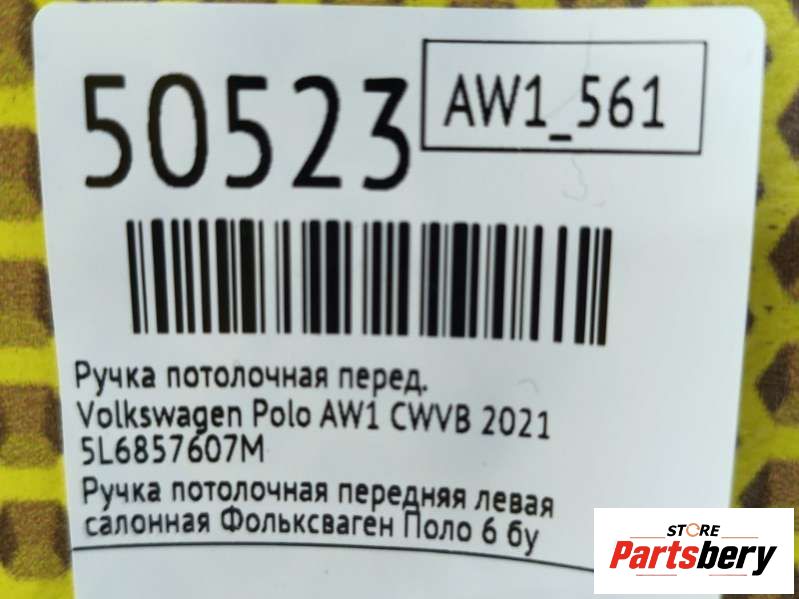 50523
AW1_561
Ручка потолочная перед.
Volkswagen Polo AW1 CWVB 2021
5L6857607M
Ручка потолочная передняя левая
салонная Фольксваген Поло 6 бу
STORE
Partsbery